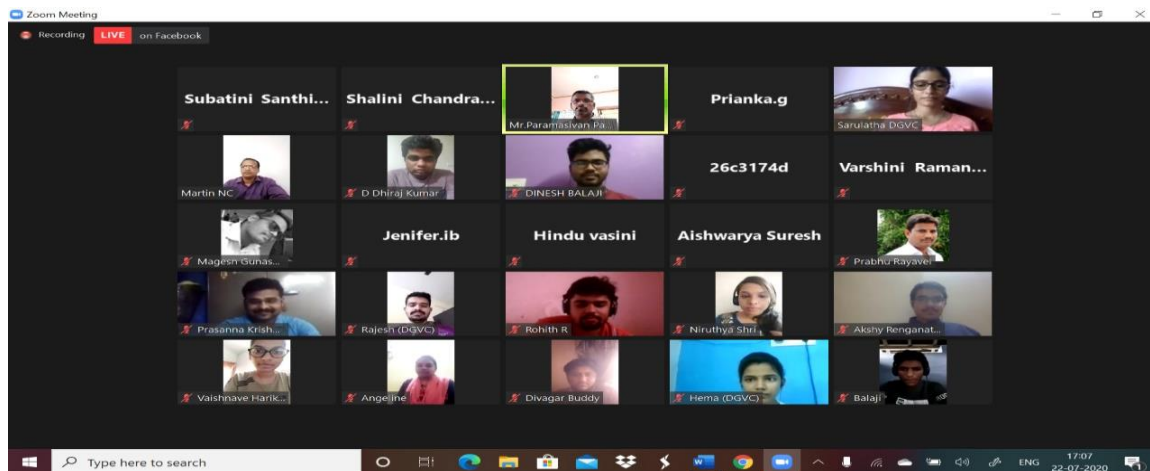 Zoom Meeting
Recording LIVE on Facebook
Subatini Santhi...
Shalini Chandra...
Mr.Paramasivan Pa...
Prianka.g
Sarulatha DGVC
Martin NC
D Dhiraj Kumar
DINESH BALAJI
26c3174d
Varshini Raman...
Magesh Gunas...
Jenifer.ib
Hindu vasini
Aishwarya Suresh
Prabhu Rayavel
Prasanna Krish...
Rajesh (DGVC)
Rohith R
Niruthya Shri
Akshy Renganat...
Vaishnave Harik...
Angeline
Divagar Buddy
Hema (DGVC)
Balaji
Type here to search
ENG
17:07
22-07-2020